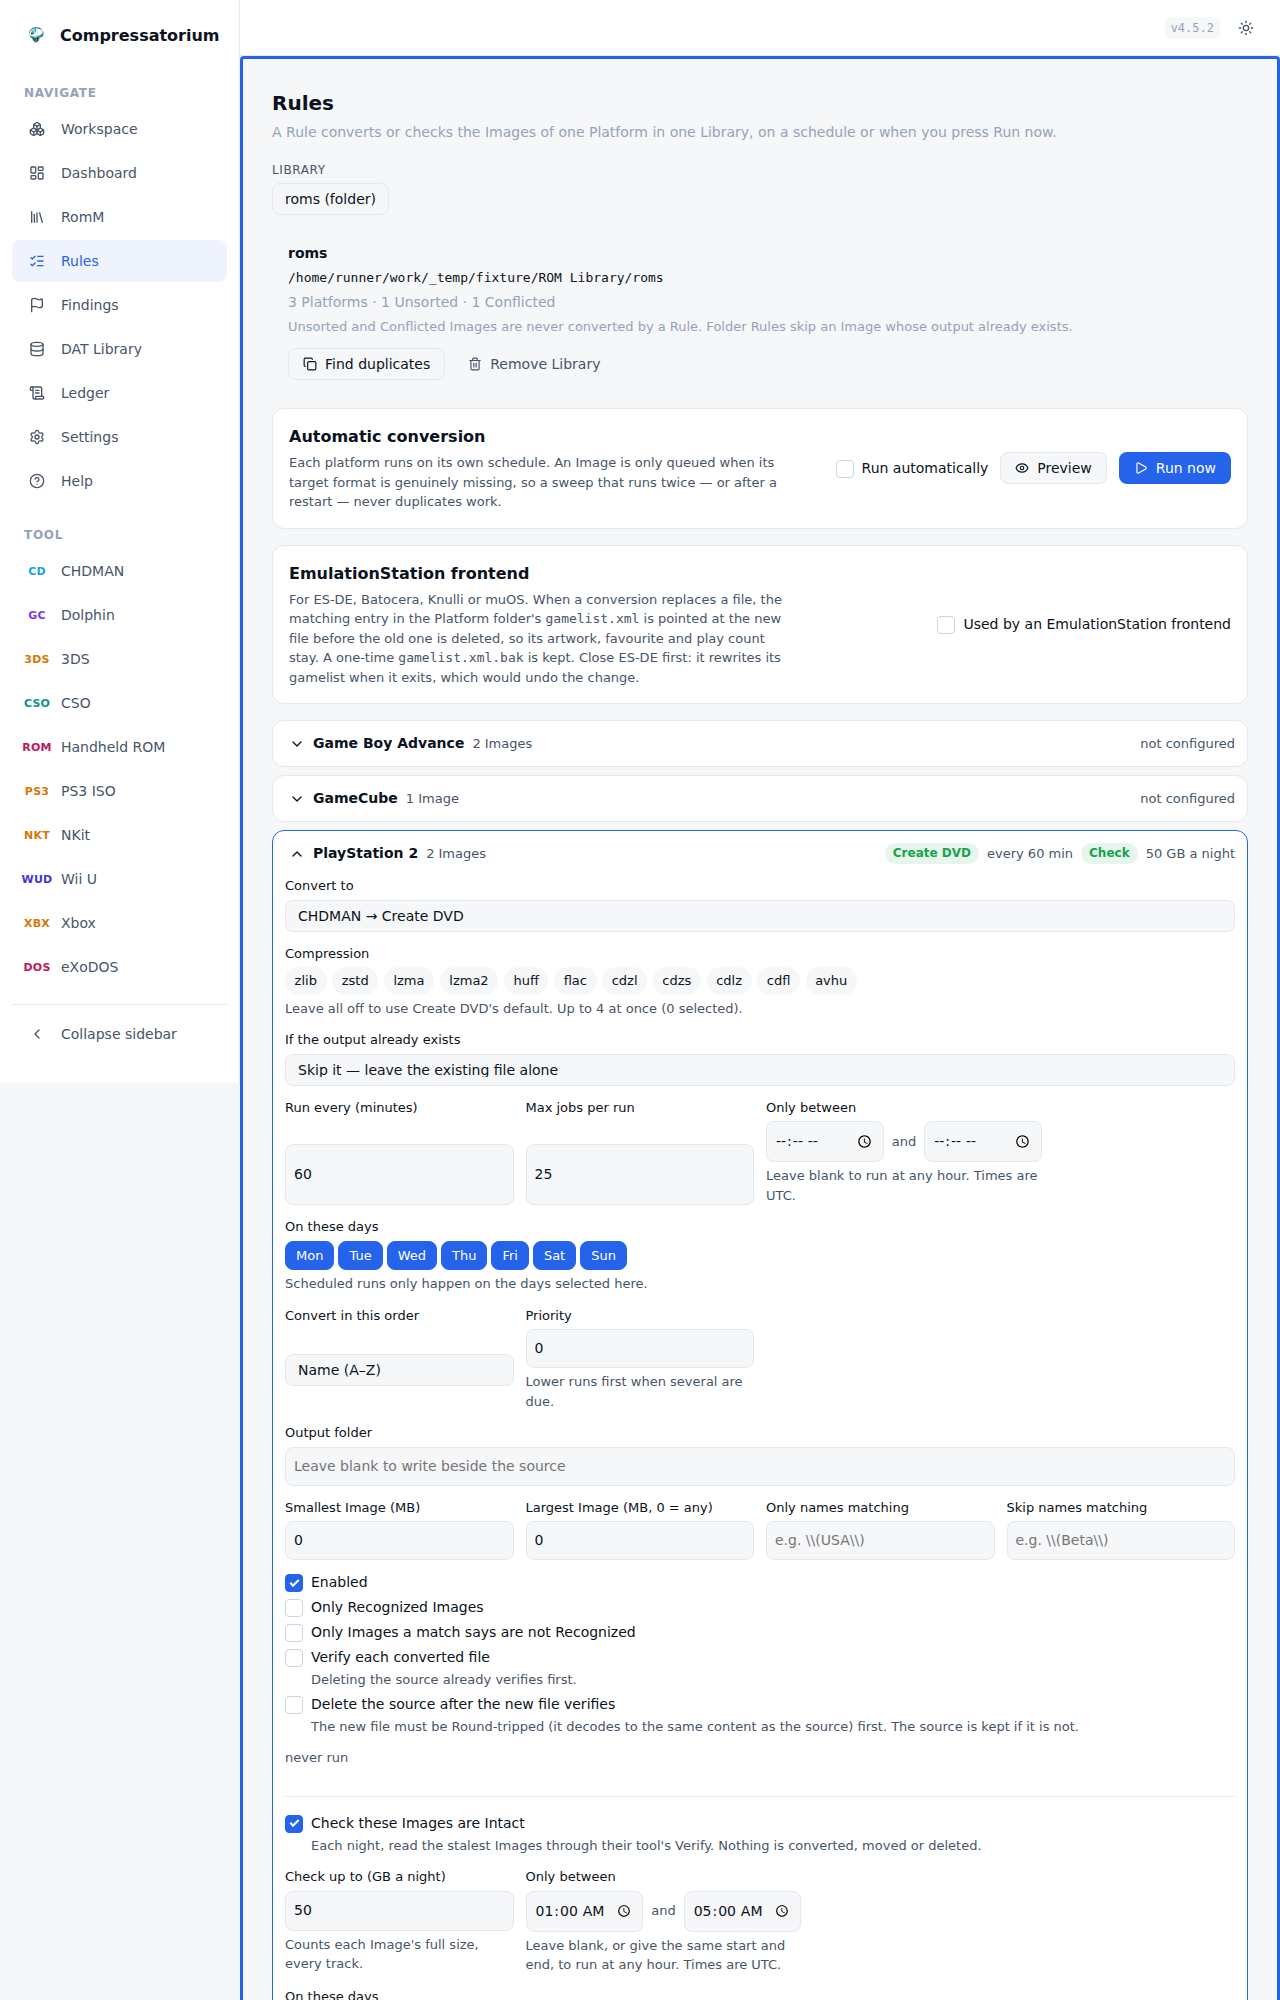 Compressatorium
v4.5.2
NAVIGATE
Workspace
Dashboard
RomM
Rules
Findings
DAT Library
Ledger
Settings
Help
TOOL
CD CHDMAN
GC Dolphin
3DS 3DS
CSO CSO
ROM Handheld ROM
PS3 PS3 ISO
NKT NKit
WUD Wii U
XBX Xbox
DOS eXoDOS
Collapse sidebar
Rules
A Rule converts or checks the Images of one Platform in one Library, on a schedule or when you press Run now.
LIBRARY
roms (folder)
roms
/home/runner/work/_temp/fixture/ROM Library/roms
3 Platforms · 1 Unsorted · 1 Conflicted
Unsorted and Conflicted Images are never converted by a Rule. Folder Rules skip an Image whose output already exists.
Find duplicates Remove Library
Automatic conversion
Each platform runs on its own schedule. An Image is only queued when its
target format is genuinely missing, so a sweep that runs twice — or after a
restart — never duplicates work.
Run automatically Preview Run now
EmulationStation frontend
For ES-DE, Batocera, Knulli or muOS. When a conversion replaces a file, the
matching entry in the Platform folder's gamelist.xml is pointed at the new
file before the old one is deleted, so its artwork, favourite and play count
stay. A one-time gamelist.xml.bak is kept. Close ES-DE first: it rewrites its
gamelist when it exits, which would undo the change.
Used by an EmulationStation frontend
Game Boy Advance 2 Images not configured
GameCube 1 Image not configured
PlayStation 2 2 Images Create DVD every 60 min Check 50 GB a night
Convert to
CHDMAN → Create DVD
Compression
zlib zstd lzma lzma2 huff flac cdzl cdzs cdlz cdfl avhu
Leave all off to use Create DVD's default. Up to 4 at once (0 selected).
If the output already exists
Skip it — leave the existing file alone
Run every (minutes) Max jobs per run Only between
60 25 --:-- -- and --:-- --
Leave blank to run at any hour. Times are
UTC.
On these days
Mon Tue Wed Thu Fri Sat Sun
Scheduled runs only happen on the days selected here.
Convert in this order Priority
Name (A–Z) 0
Lower runs first when several are
due.
Output folder
Leave blank to write beside the source
Smallest Image (MB) Largest Image (MB, 0 = any) Only names matching Skip names matching
0 0 e.g. \\(USA\\) e.g. \\(Beta\\)
Enabled
Only Recognized Images
Only Images a match says are not Recognized
Verify each converted file
Deleting the source already verifies first.
Delete the source after the new file verifies
The new file must be Round-tripped (it decodes to the same content as the source) first. The source is kept if it is not.
never run
Check these Images are Intact
Each night, read the stalest Images through their tool's Verify. Nothing is converted, moved or deleted.
Check up to (GB a night) Only between
50 01:00 AM and 05:00 AM
Counts each Image's full size,
every track.
Leave blank, or give the same start and
end, to run at any hour. Times are UTC.
On these days